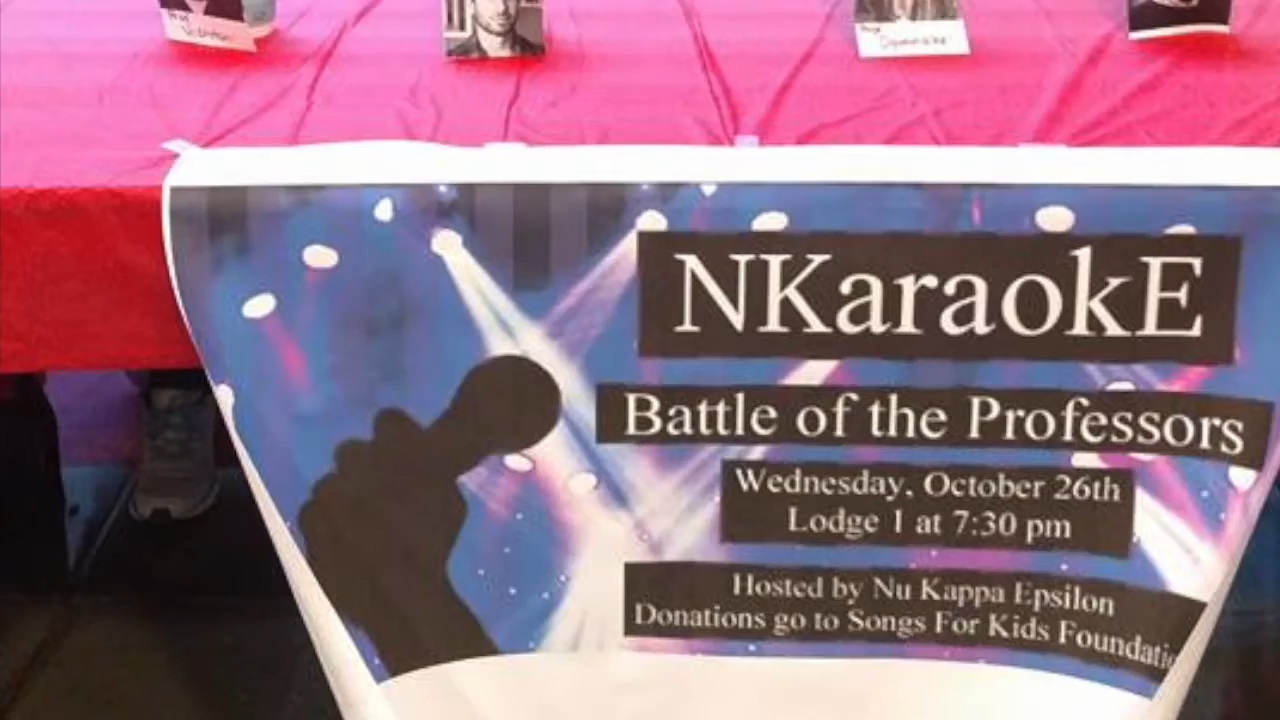 NKaraokE
Battle of the Professors
Wednesday, October 26th
Lodge 1 at 7:30 pm
Hosted by Nu Kappa Epsilon
Donations go to Songs For Kids Foundatio